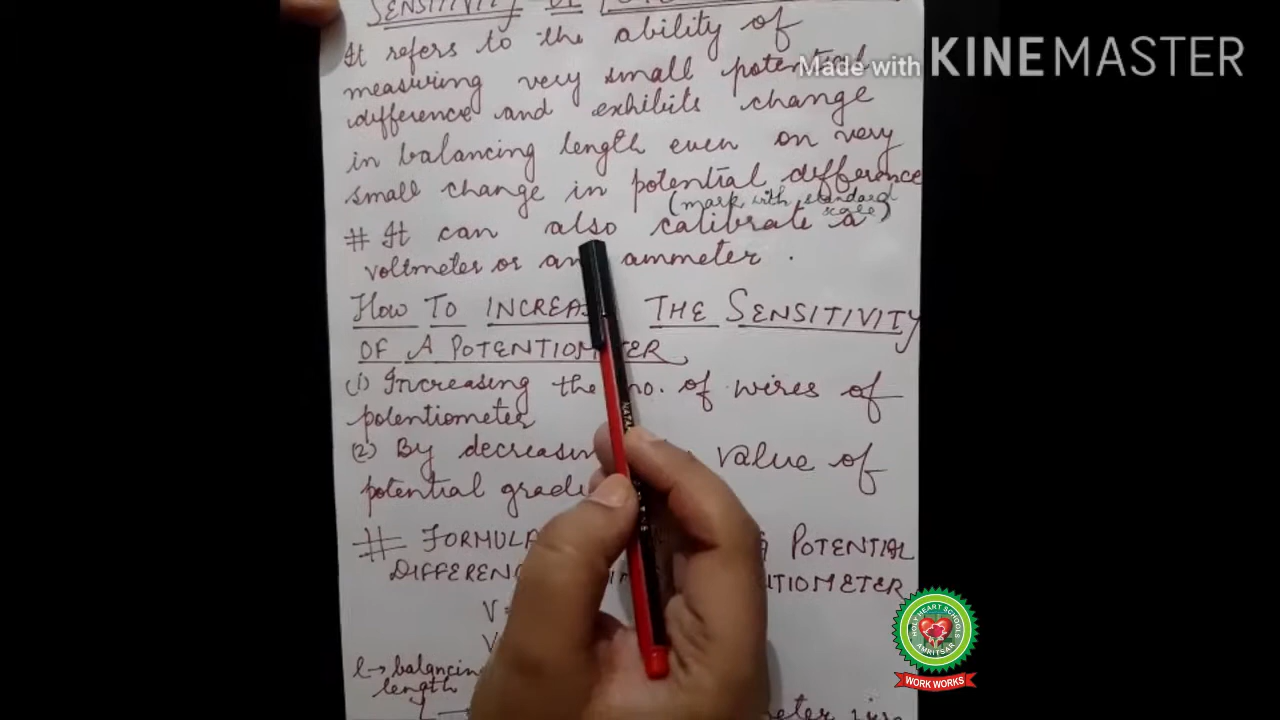 SENSITIVITY OF
It refers to the ability of
measuring very small potential
difference and exhibits change
in balancing length even on very
small change in potential difference
(mark with standard scale)
# It can also calibrate a
voltmeter or an ammeter.
HOW TO INCREASE THE SENSITIVITY
OF A POTENTIOMETER
(1) Increasing the no. of wires of
potentiometer
(2) By decreasing value of
potential
# FORMULA POTENTIAL
V
V
l → balancing
length
L →
Made with KINEMASTER
HOLY HEART SCHOOLS
AMRITSAR
WORK WORKS